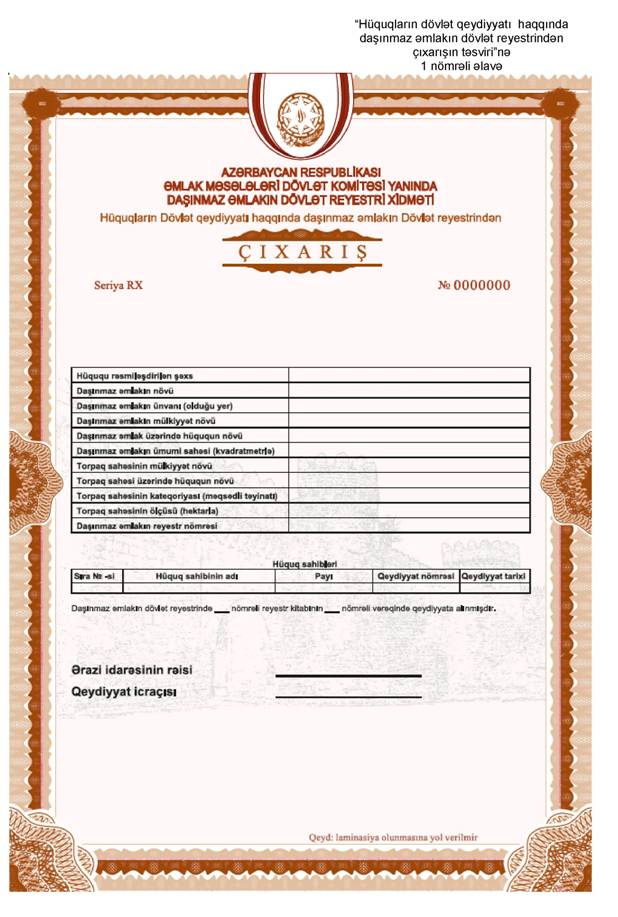 “Hüquqların dövlət qeydiyyatı haqqında
daşınmaz əmlakın dövlət reyestrindən
çıxarışın təsviri”nə
1 nömrəli əlavə
AZƏRBAYCAN RESPUBLİKASI
ƏMLAK MƏSƏLƏLƏRİ DÖVLƏT KOMİTƏSİ YANINDA
DAŞINMAZ ƏMLAKIN DÖVLƏT REYESTRİ XİDMƏTİ
Hüquqların Dövlət qeydiyyatı haqqında daşınmaz əmlakın Dövlət reyestrindən
ÇIXARIŞ
Seriya RX № 0000000
Hüququ rəsmiləşdirilən şəxs
Daşınmaz əmlakın növü
Daşınmaz əmlakın ünvanı (olduğu yer)
Daşınmaz əmlakın mülkiyyət növü
Daşınmaz əmlak üzərində hüququn növü
Daşınmaz əmlakın ümumi sahəsi (kvadratmetrlə)
Torpaq sahəsinin mülkiyyət növü
Torpaq sahəsi üzərində hüququn növü
Torpaq sahəsinin kateqoriyası (məqsədli təyinatı)
Torpaq sahəsinin ölçüsü (hektarla)
Daşınmaz əmlakın reyestr nömrəsi
Hüquq sahibləri
Sıra № -si Hüquq sahibinin adı Payı Qeydiyyat nömrəsi Qeydiyyat tarixi
Daşınmaz əmlakın dövlət reyestrində ___ nömrəli reyestr kitabının ___ nömrəli vərəqində qeydiyyata alınmışdır.
Ərazi idarəsinin rəisi
Qeydiyyat icraçısı
Qeyd: laminasiya olunmasına yol verilmir